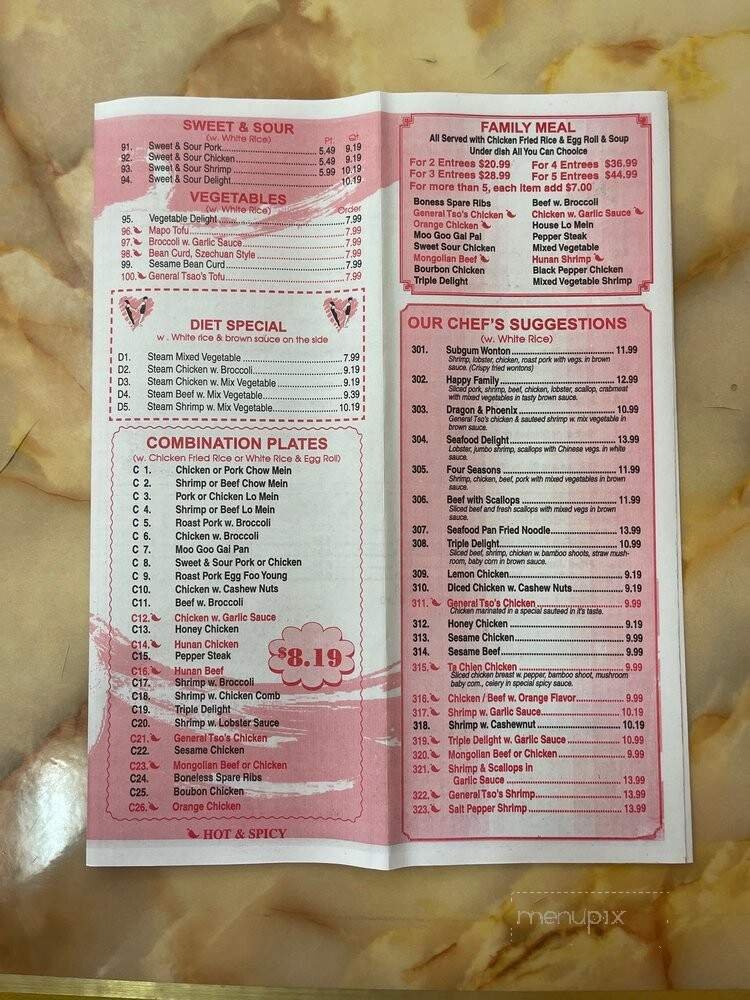 SWEET & SOUR
(w. White Rice)
Pt. Qt.
91. Sweet & Sour Pork 5.49 9.19
92. Sweet & Sour Chicken 5.49 9.19
93. Sweet & Sour Shrimp 5.99 10.19
94. Sweet & Sour Delight 10.19
VEGETABLES
(w. White Rice)
Order
95. Vegetable Delight 7.99
96. Mapo Tofu 7.99
97. Broccoli w. Garlic Sauce 7.99
98. Bean Curd, Szechuan Style 7.99
99. Sesame Bean Curd 7.99
100. General Tsao's Tofu 7.99
DIET SPECIAL
w. White rice & brown sauce on the side
D1. Steam Mixed Vegetable 7.99
D2. Steam Chicken w. Broccoli 9.19
D3. Steam Chicken w. Mix Vegetable 9.19
D4. Steam Beef w. Mix Vegetable 9.39
D5. Steam Shrimp w. Mix Vegetable 10.19
COMBINATION PLATES
(w. Chicken Fried Rice or White Rice & Egg Roll)
C 1. Chicken or Pork Chow Mein
C 2. Shrimp or Beef Chow Mein
C 3. Pork or Chicken Lo Mein
C 4. Shrimp or Beef Lo Mein
C 5. Roast Pork w. Broccoli
C 6. Chicken w. Broccoli
C 7. Moo Goo Gai Pan
C 8. Sweet & Sour Pork or Chicken
C 9. Roast Pork Egg Foo Young
C10. Chicken w. Cashew Nuts
C11. Beef w. Broccoli
C12. Chicken w. Garlic Sauce
C13. Honey Chicken
C14. Hunan Chicken
C15. Pepper Steak
C16. Hunan Beef
C17. Shrimp w. Broccoli
C18. Shrimp w. Chicken Comb
C19. Triple Delight
C20. Shrimp w. Lobster Sauce
C21. General Tso's Chicken
C22. Sesame Chicken
C23. Mongolian Beef or Chicken
C24. Boneless Spare Ribs
C25. Boubon Chicken
C26. Orange Chicken
$8.19
HOT & SPICY
FAMILY MEAL
All Served with Chicken Fried Rice & Egg Roll & Soup
Under dish All You Can Choolce
For 2 Entrees $20.99 For 4 Entrees $36.99
For 3 Entrees $28.99 For 5 Entrees $44.99
For more than 5, each item add $7.00
Boness Spare Ribs Beef w. Broccoli
General Tso's Chicken Chicken w. Garlic Sauce
Orange Chicken House Lo Mein
Moo Goo Gai Pal Pepper Steak
Sweet Sour Chicken Mixed Vegetable
Mongolian Beef Hunan Shrimp
Bourbon Chicken Black Pepper Chicken
Triple Delight Mixed Vegetable Shrimp
OUR CHEF'S SUGGESTIONS
(w. White Rice)
301. Subgum Wonton 11.99
Shrimp, lobster, chicken, roast pork with vegs. in brown
sauce. (Crispy fried wontons)
302. Happy Family 12.99
Sliced pork, shrimp, beef, chicken, lobster, scallop, crabmeat
with mixed vegetables in tasty brown sauce.
303. Dragon & Phoenix 10.99
General Tso's chicken & sauteed shrimp w. mix vegetable in
brown sauce.
304. Seafood Delight 13.99
Lobster, jumbo shrimp, scallops with Chinese vegs. in white
sauce.
305. Four Seasons 11.99
Shrimp, chicken, beef, pork with mixed vegetables in brown
sauce.
306. Beef with Scallops 11.99
Sliced beef and fresh scallops with mixed vegs in brown
sauce.
307. Seafood Pan Fried Noodle 13.99
308. Triple Delight 10.99
Sliced beef, shrimp, chicken w. bamboo shoots, straw mush-
room, baby corn in brown sauce.
309. Lemon Chicken 9.19
310. Diced Chicken w. Cashew Nuts 9.19
311. General Tso's Chicken 9.99
Chicken marinated in a special sauteed in it's taste.
312. Honey Chicken 9.19
313. Sesame Chicken 9.99
314. Sesame Beef 9.99
315. Ta Chien Chicken 9.99
Sliced chicken breast w. pepper, bamboo shoot, mushroom
baby corn., celery in special spicy sauce.
316. Chicken / Beef w. Orange Flavor 9.99
317. Shrimp w. Garlic Sauce 10.19
318. Shrimp w. Cashewnut 10.19
319. Triple Delight w. Garlic Sauce 10.99
320. Mongolian Beef or Chicken 9.99
321. Shrimp & Scallops in
Garlic Sauce 13.99
322. General Tso's Shrimp 13.99
323. Salt Pepper Shrimp 13.99
menupix